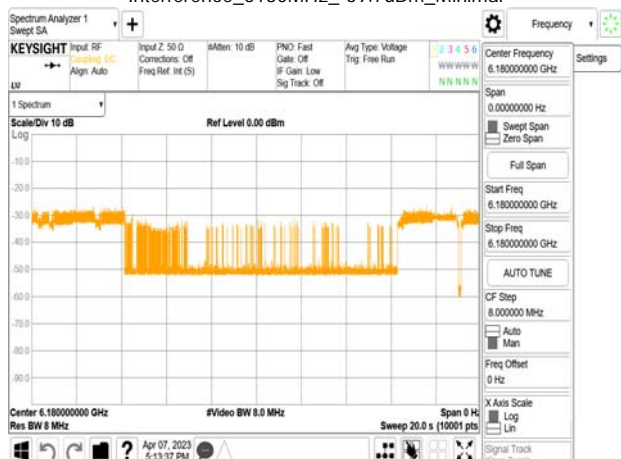 Spectrum Analyzer 1
Swept SA
+
Frequency
KEYSIGHT
Input: RF
Coupling: DC
Align: Auto
Input Z: 50 Ω
Corrections: Off
Freq Ref: Int (S)
#Atten: 10 dB
PNO: Fast
Gate: Off
IF Gain: Low
Sig Track: Off
Avg Type: Voltage
Trig: Free Run
1 2 3 4 5 6
W W W W W W
N N N N N N
LXI
Center Frequency
6.180000000 GHz
Settings
Span
0.00000000 Hz
Swept Span
Zero Span
Full Span
Start Freq
6.180000000 GHz
Stop Freq
6.180000000 GHz
AUTO TUNE
CF Step
8.000000 MHz
Auto
Man
Freq Offset
0 Hz
X Axis Scale
Log
Lin
Signal Track
1 Spectrum
Scale/Div 10 dB
Ref Level 0.00 dBm
Log
-10.0
-20.0
-30.0
-40.0
-50.0
-60.0
-70.0
-80.0
-90.0
Center 6.180000000 GHz
#Video BW 8.0 MHz
Span 0 Hz
Res BW 8 MHz
Sweep 20.0 s (10001 pts
?
Apr 07, 2023
5:13:37 PM